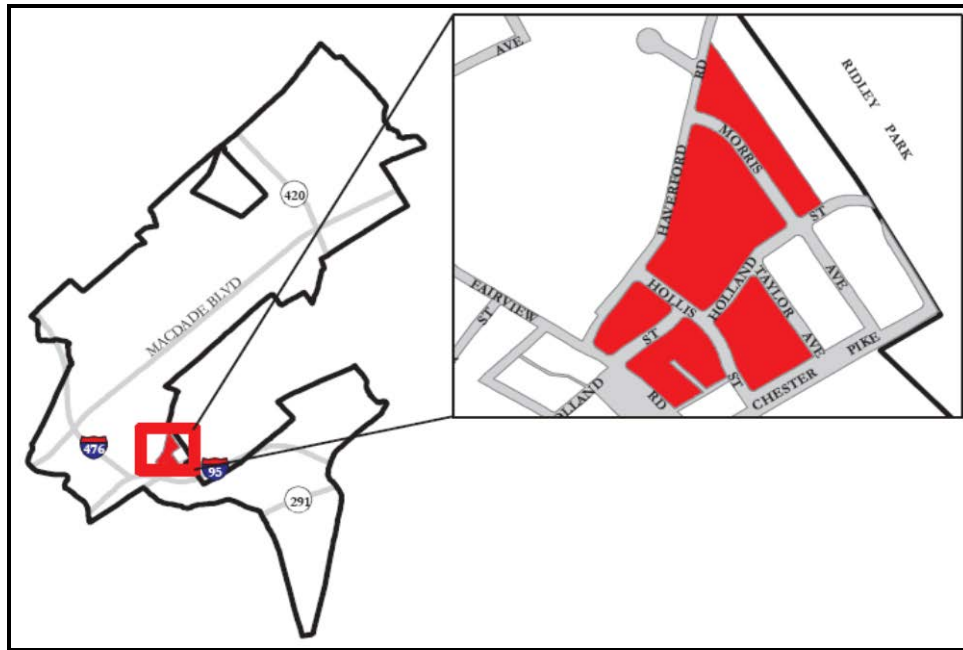 420
MACDADE BLVD
476
95
291
AVE
RD
RIDLEY PARK
MORRIS
HAVERFORD
ST
FAIRVIEW
ST
HOLLIS
HOLLAND
TAYLOR
AVE
AVE
ST
ST
CHESTER PIKE
RD
OLLAND